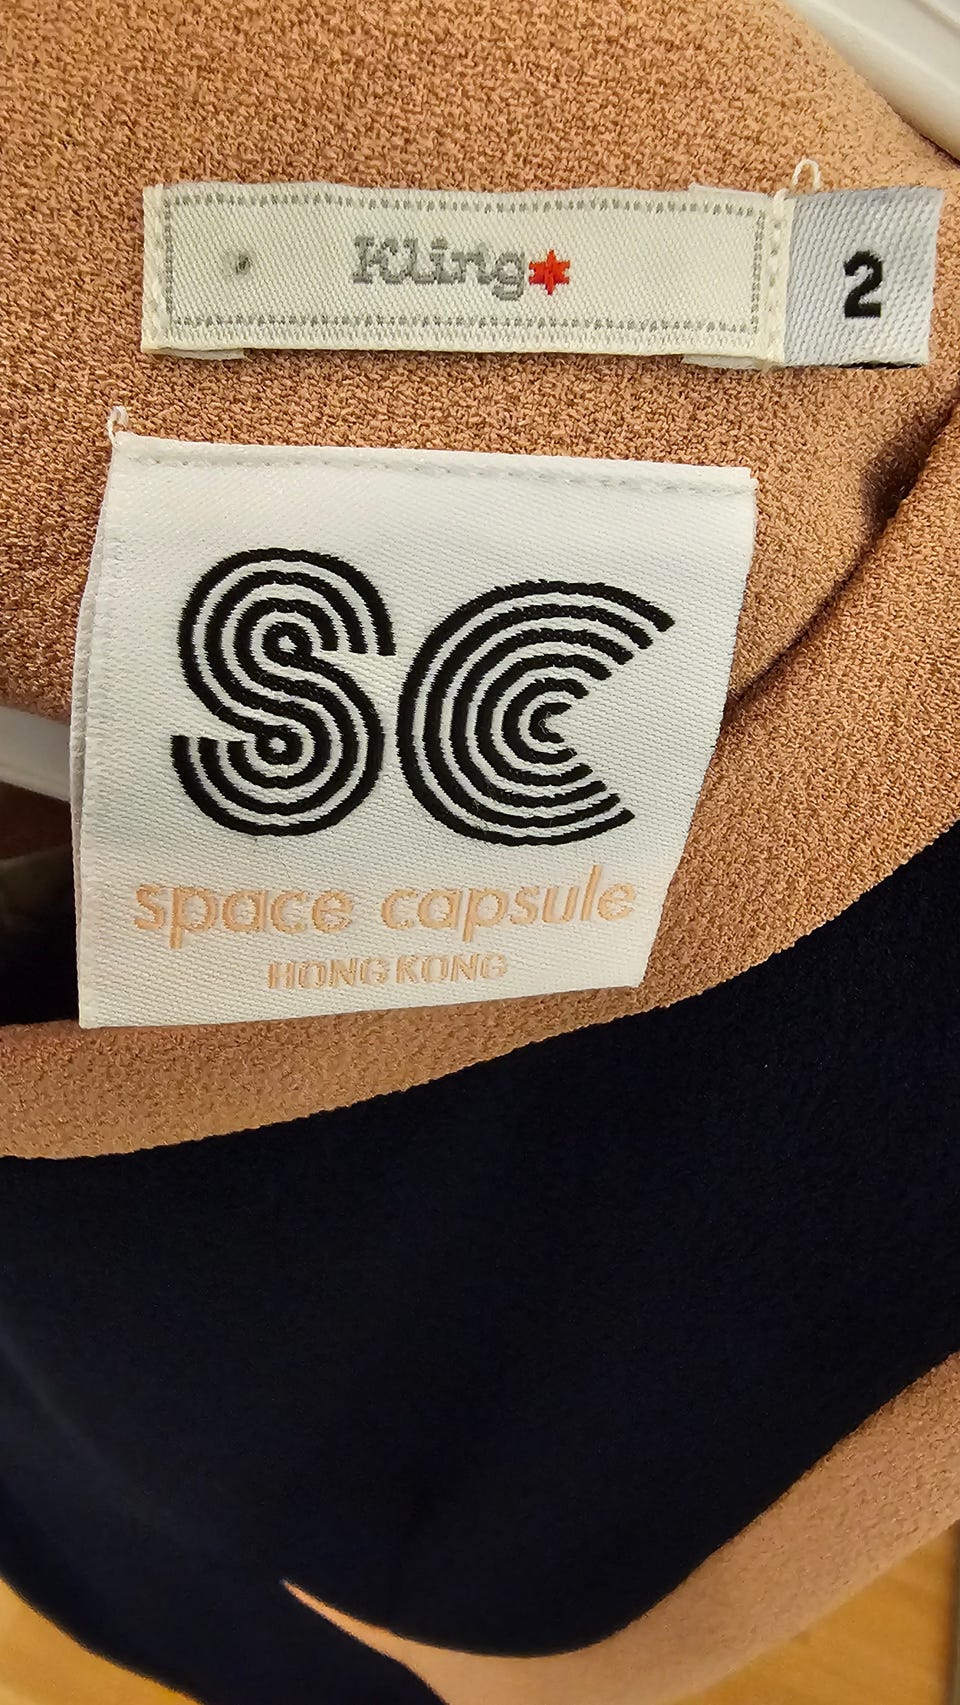 Kling
2
SC
space capsule
HONG KONG